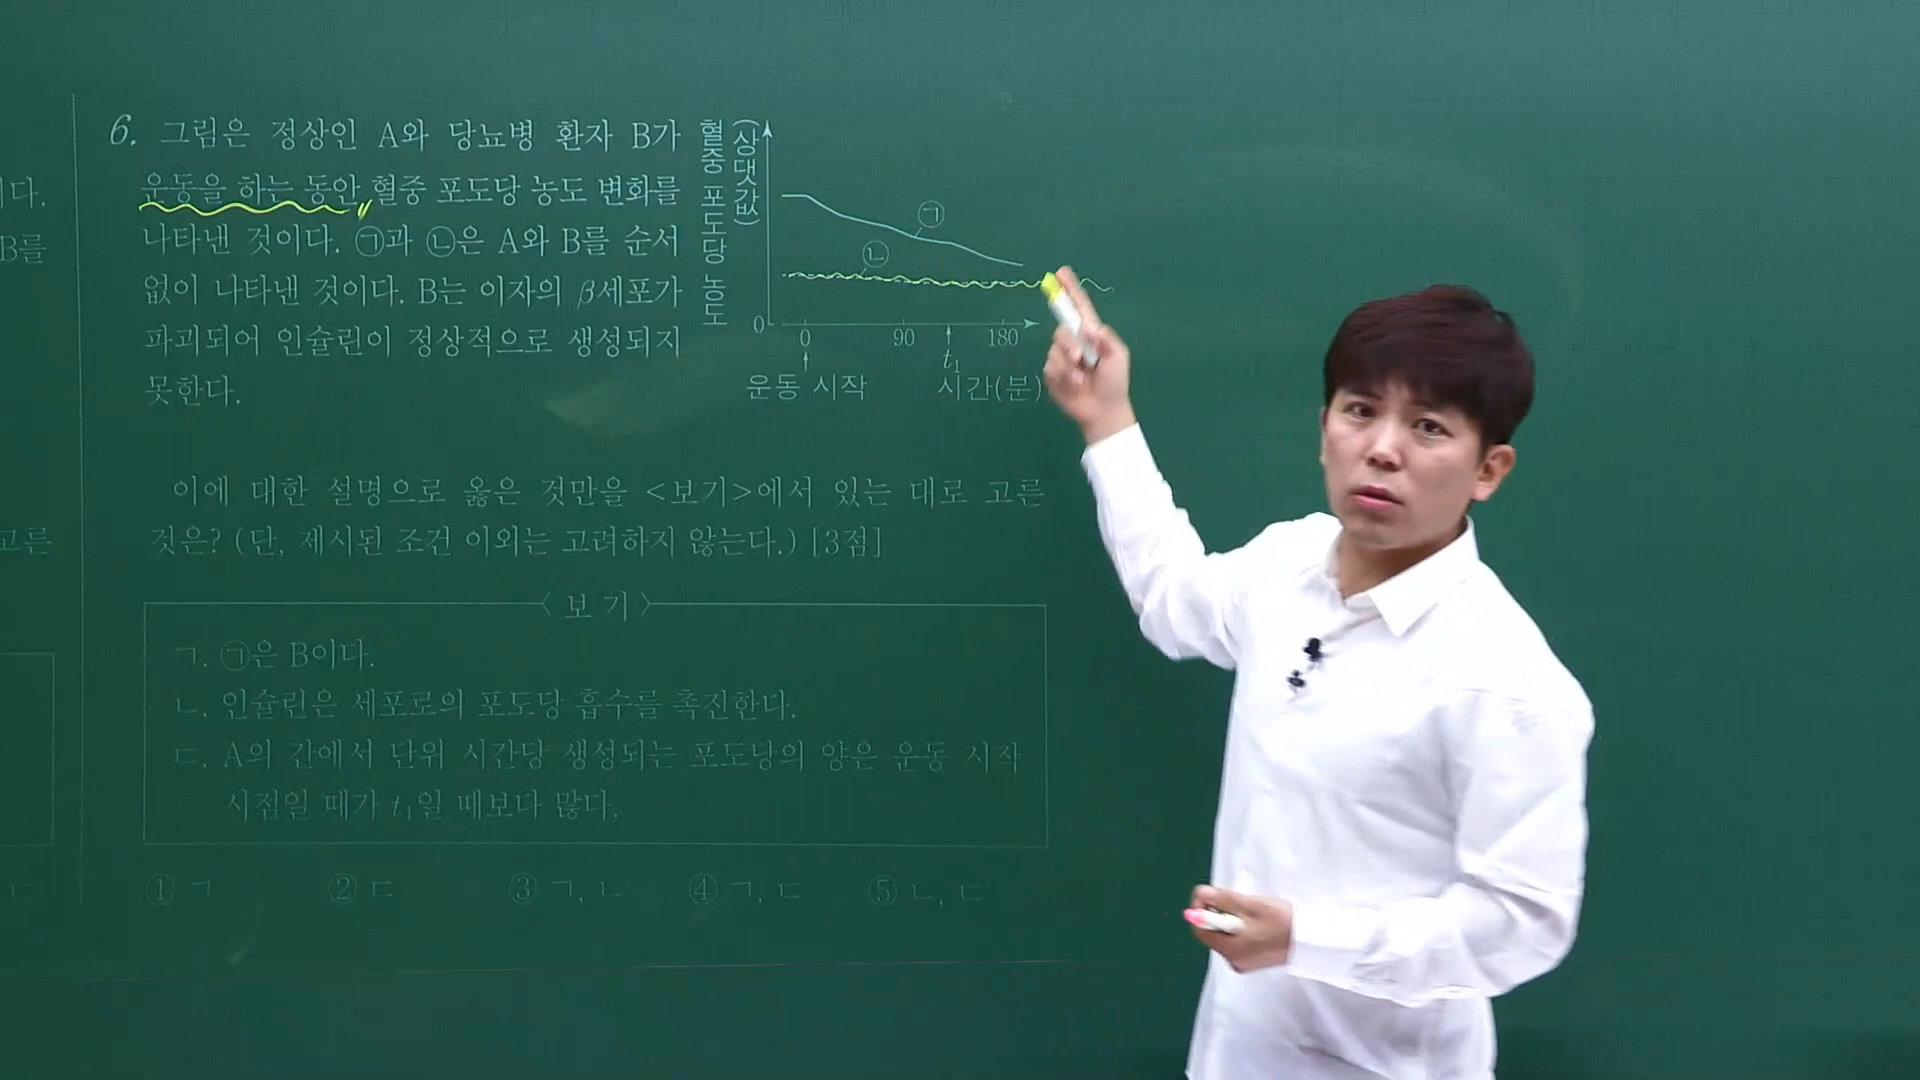 이다.
B를
고른
ㄷ
6. 그림은 정상인 A와 당뇨병 환자 B가
운동을 하는 동안 혈중 포도당 농도 변화를
나타낸 것이다. ㉠과 ㉡은 A와 B를 순서
없이 나타낸 것이다. B는 이자의 β세포가
파괴되어 인슐린이 정상적으로 생성되지
못한다.
혈중 포도당 농도
(상댓값)
㉠
㉡
0
0 90 t₁ 180
운동 시작 시간(분)
이에 대한 설명으로 옳은 것만을 <보기>에서 있는 대로 고른
것은? (단, 제시된 조건 이외는 고려하지 않는다.) [3점]
<보 기>
ㄱ. ㉠은 B이다.
ㄴ. 인슐린은 세포로의 포도당 흡수를 촉진한다.
ㄷ. A의 간에서 단위 시간당 생성되는 포도당의 양은 운동 시작
시점일 때가 t₁일 때보다 많다.
① ㄱ ② ㄷ ③ ㄱ, ㄴ ④ ㄱ, ㄷ ⑤ ㄴ, ㄷ